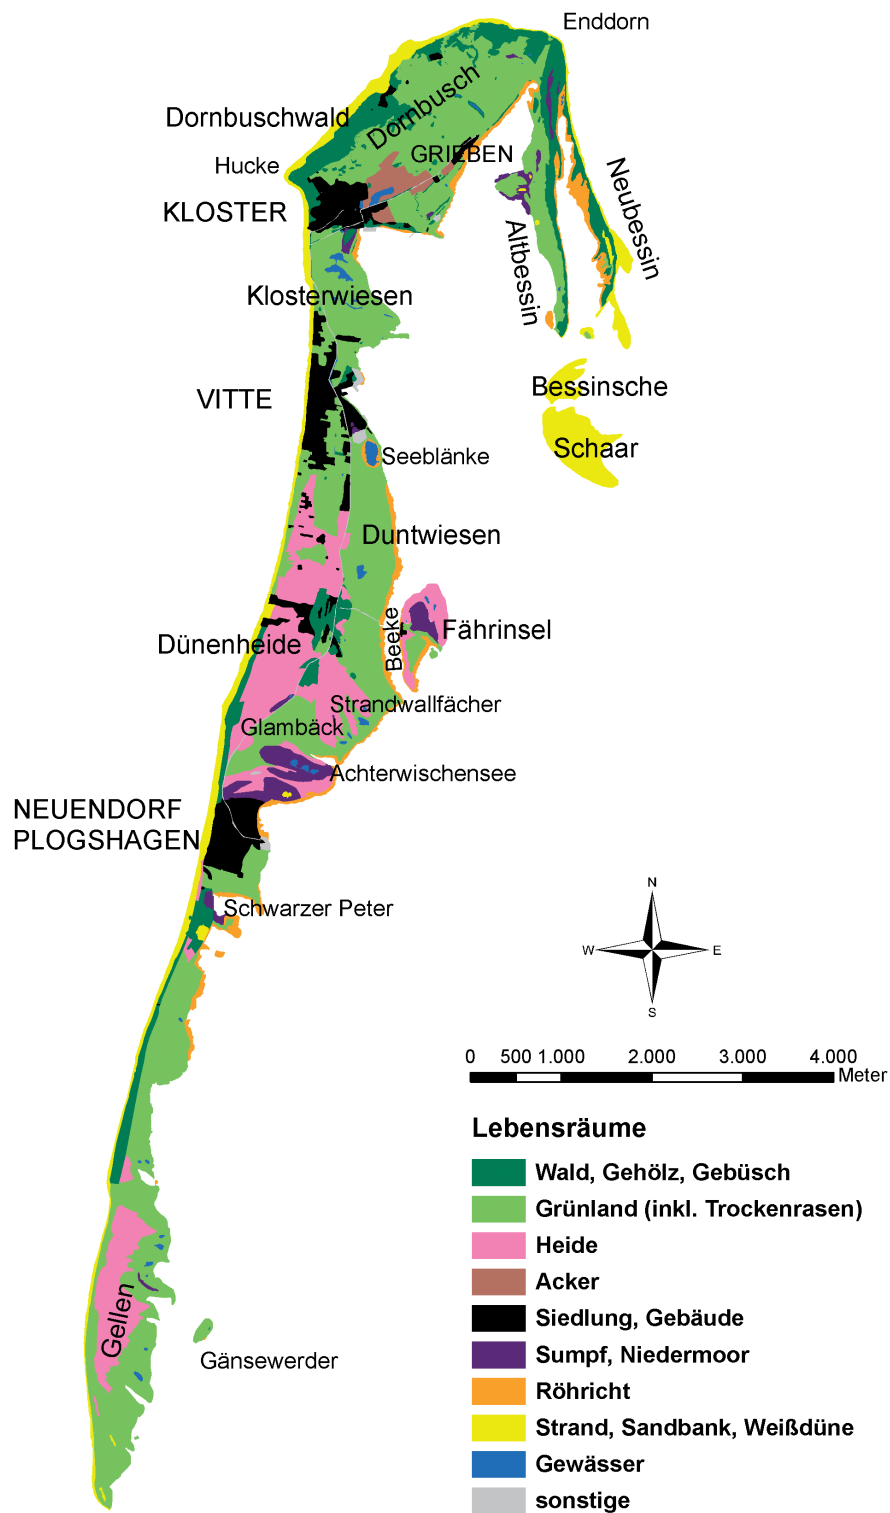 Enddorn
Dornbuschwald
Dornbusch
GRIEBEN
Hucke
KLOSTER
Neubessin
Altbessin
Klosterwiesen
VITTE
Bessinsche
Schaar
Seeblänke
Duntwiesen
Beeke
Fährinsel
Dünenheide
Strandwallfächer
Glambäck
Achterwischensee
NEUENDORF
PLOGSHAGEN
Schwarzer Peter
N
W
E
S
0 500 1.000 2.000 3.000 4.000
Meter
Lebensräume
Wald, Gehölz, Gebüsch
Grünland (inkl. Trockenrasen)
Heide
Acker
Siedlung, Gebäude
Sumpf, Niedermoor
Röhricht
Strand, Sandbank, Weißdüne
Gewässer
sonstige
Gellen
Gänsewerder